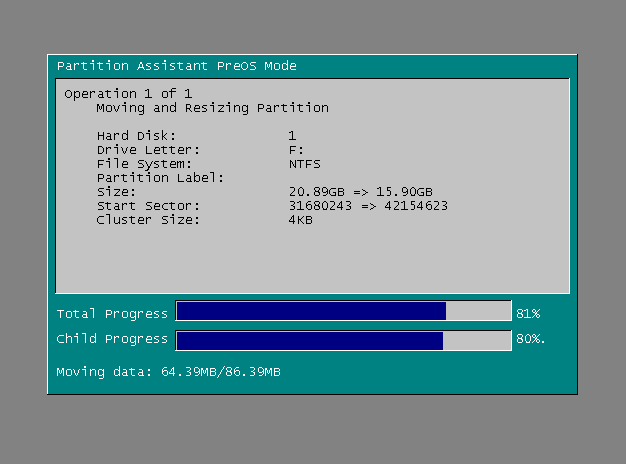 Partition Assistant PreOS Mode
Operation 1 of 1
Moving and Resizing Partition
Hard Disk: 1
Drive Letter: F:
File System: NTFS
Partition Label:
Size: 20.89GB => 15.90GB
Start Sector: 31680243 => 42154623
Cluster Size: 4KB
Total Progress 81%
Child Progress 80%.
Moving data: 64.39MB/86.39MB